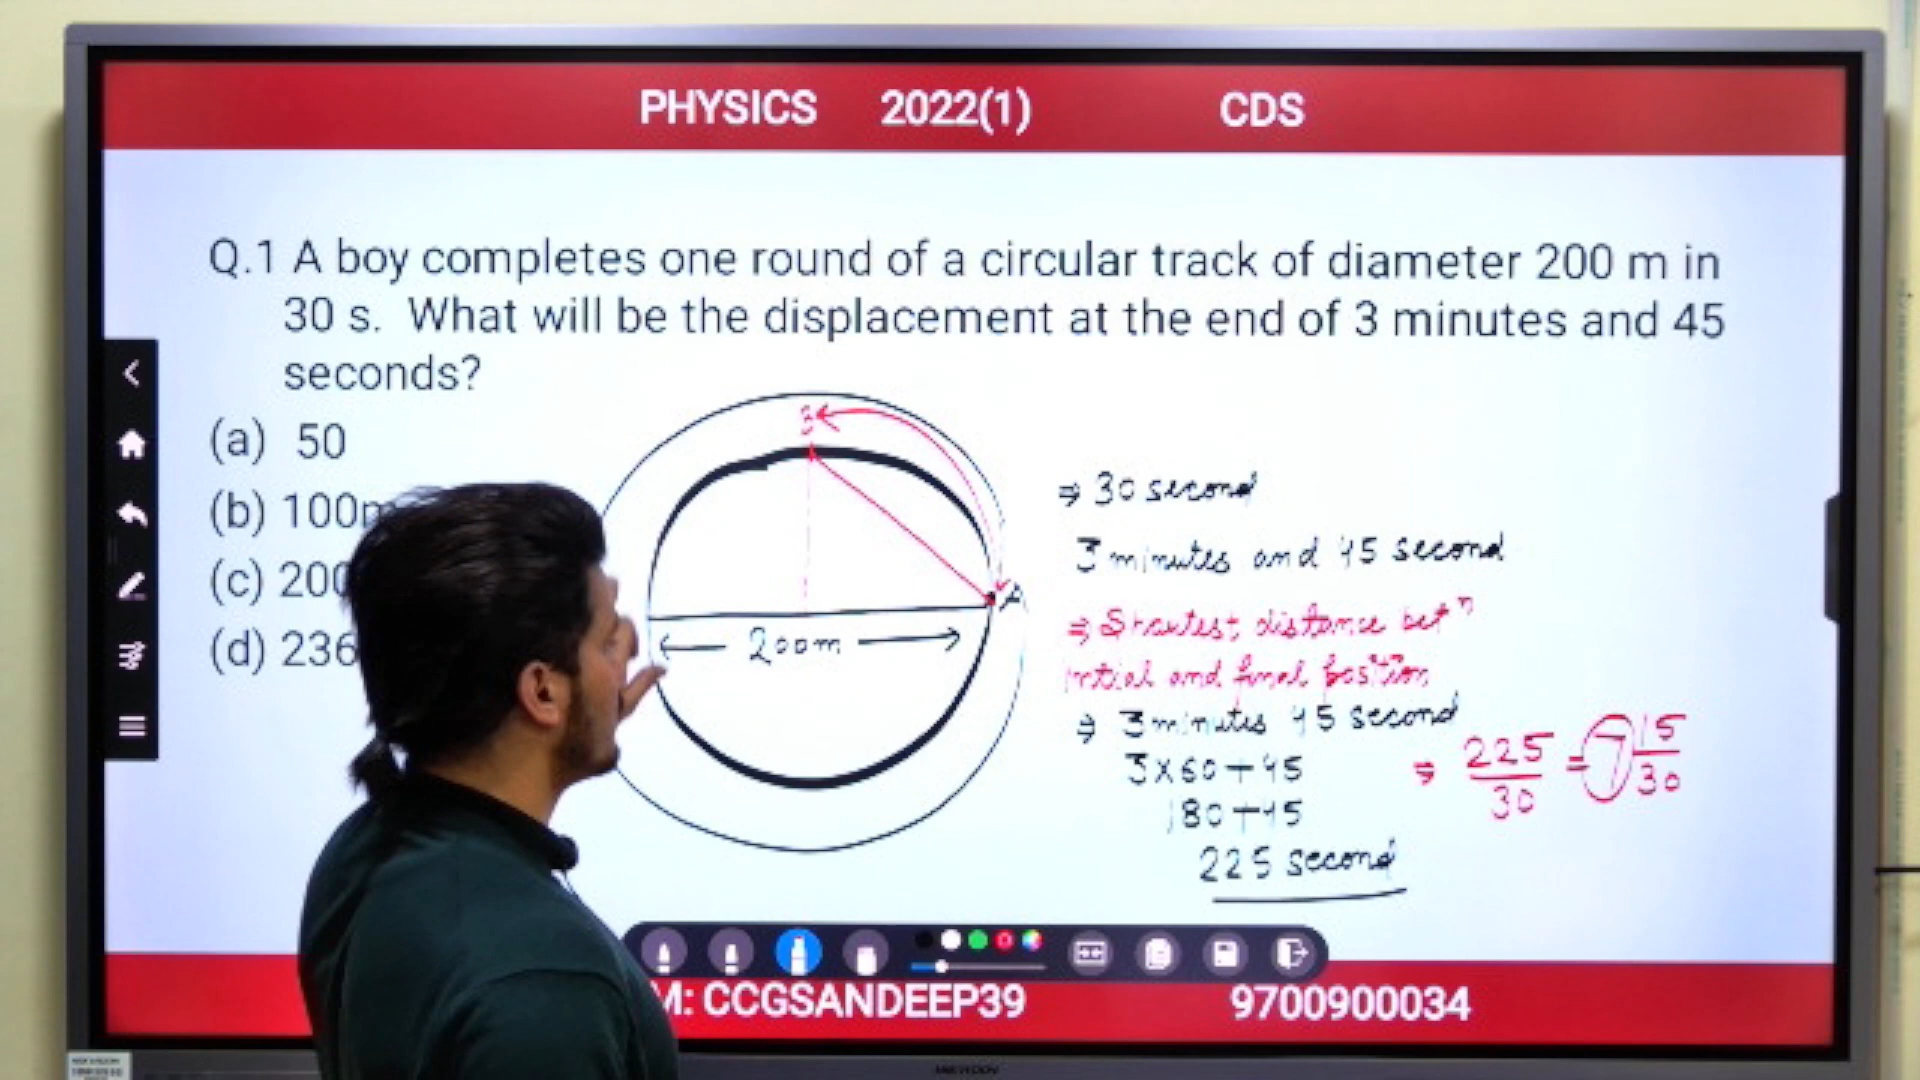 PHYSICS 2022(1) CDS
Q.1 A boy completes one round of a circular track of diameter 200 m in
30 s. What will be the displacement at the end of 3 minutes and 45
seconds?
(a) 50
(b) 100m
(c) 200
(d) 236
B
A
200m
⇒ 30 second
3 minutes and 45 second
⇒ Shortest distance betⁿ
intial and final position
⇒ 3 minutes 45 second
3×60+45
180+45
225 second
⇒ 225/30 = 7 15/30
M: CCGSANDEEP39 9700900034